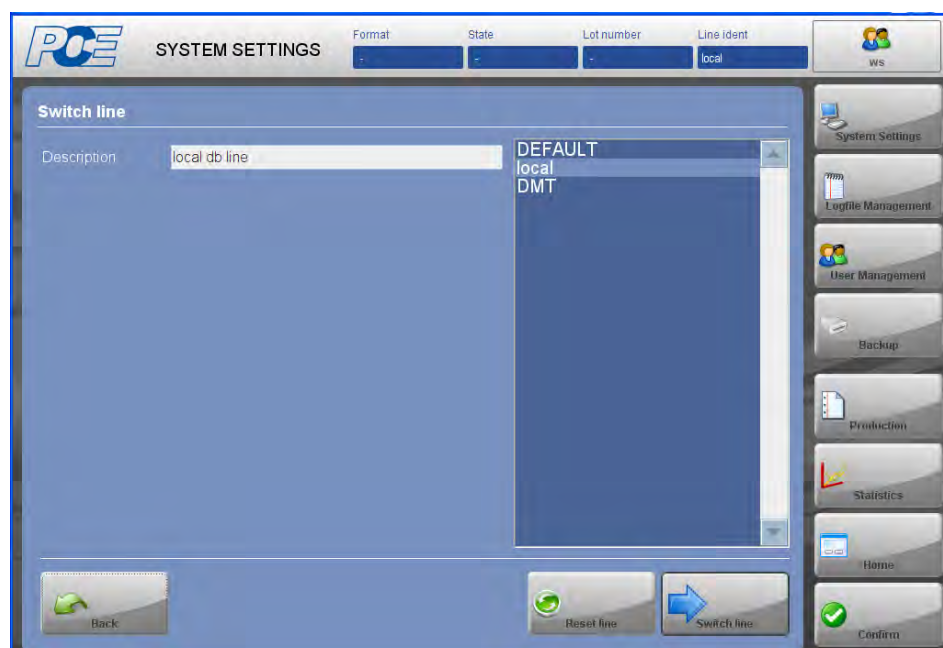 PCE
SYSTEM SETTINGS
Format
State
Lot number
Line ident
-
-
-
local
ws
Switch line
Description
local db line
DEFAULT
local
DMT
System Settings
Logfile Management
User Management
Backup
Production
Statistics
Home
Confirm
Back
Reset line
Switch line